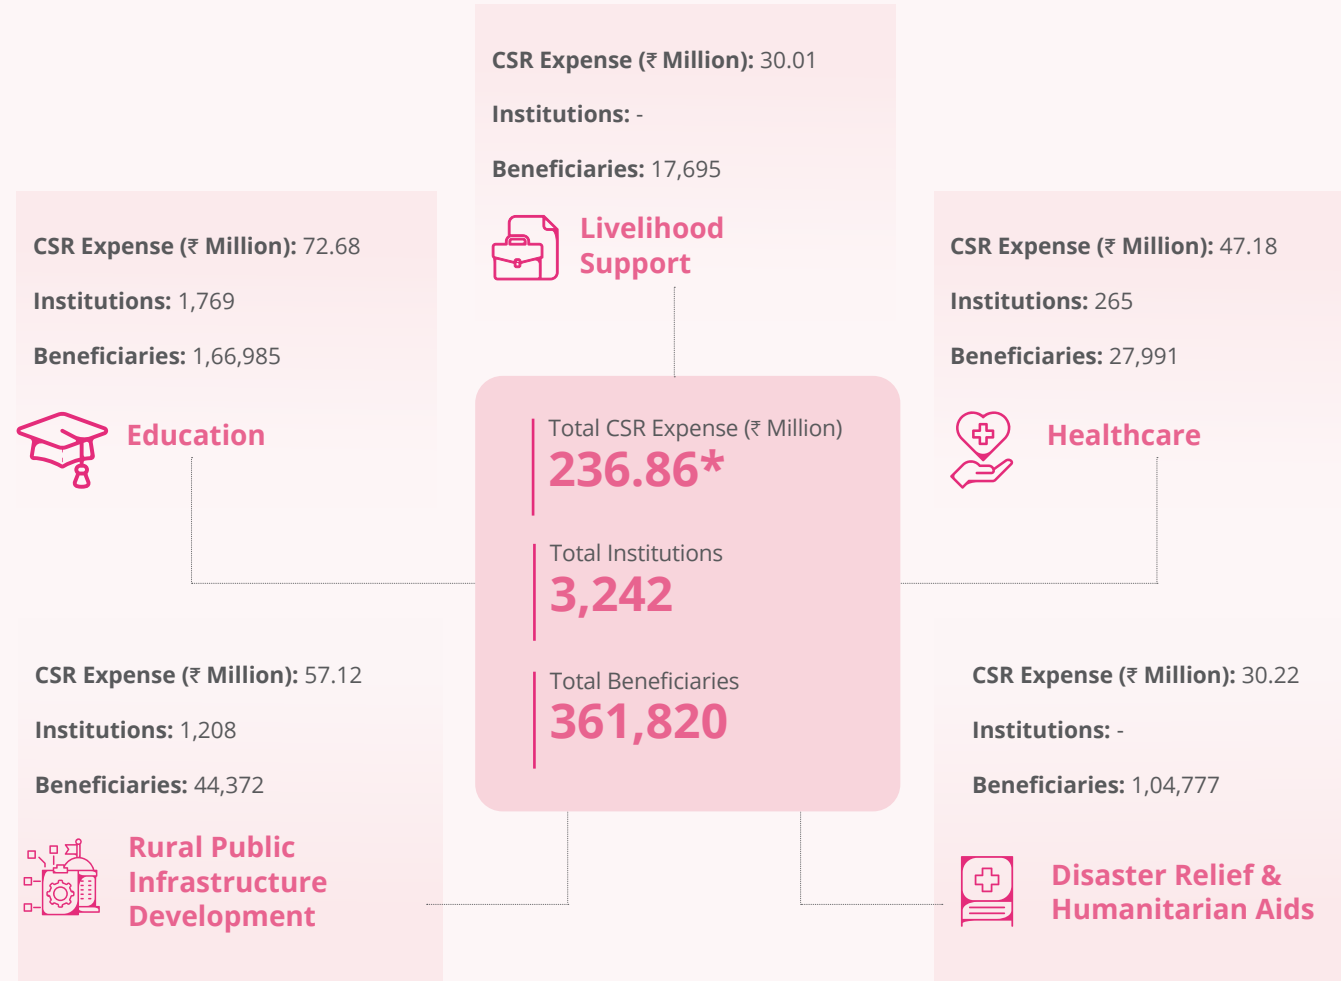 CSR Expense (₹ Million): 30.01
Institutions: -
Beneficiaries: 17,695
Livelihood
Support
CSR Expense (₹ Million): 72.68
Institutions: 1,769
Beneficiaries: 1,66,985
Education
CSR Expense (₹ Million): 47.18
Institutions: 265
Beneficiaries: 27,991
Healthcare
Total CSR Expense (₹ Million)
236.86*
Total Institutions
3,242
Total Beneficiaries
361,820
CSR Expense (₹ Million): 57.12
Institutions: 1,208
Beneficiaries: 44,372
Rural Public
Infrastructure
Development
CSR Expense (₹ Million): 30.22
Institutions: -
Beneficiaries: 1,04,777
Disaster Relief &
Humanitarian Aids